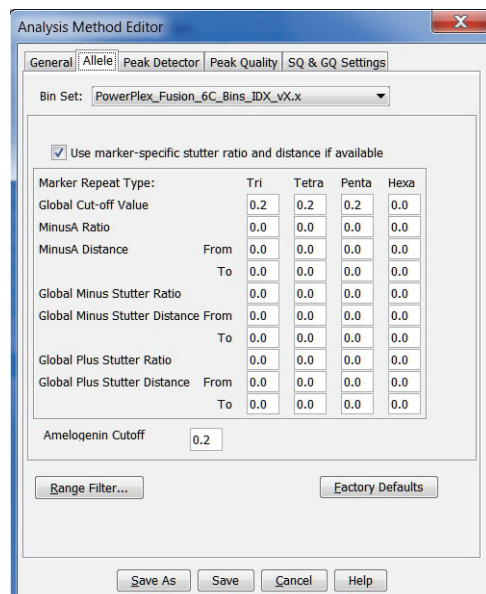 Analysis Method Editor
X
General Allele Peak Detector Peak Quality SQ & GQ Settings
Bin Set: PowerPlex_Fusion_6C_Bins_IDX_vX.x
Use marker-specific stutter ratio and distance if available
Marker Repeat Type: Tri Tetra Penta Hexa
Global Cut-off Value 0.2 0.2 0.2 0.0
MinusA Ratio 0.0 0.0 0.0 0.0
MinusA Distance From 0.0 0.0 0.0 0.0
To 0.0 0.0 0.0 0.0
Global Minus Stutter Ratio 0.0 0.0 0.0 0.0
Global Minus Stutter Distance From 0.0 0.0 0.0 0.0
To 0.0 0.0 0.0 0.0
Global Plus Stutter Ratio 0.0 0.0 0.0 0.0
Global Plus Stutter Distance From 0.0 0.0 0.0 0.0
To 0.0 0.0 0.0 0.0
Amelogenin Cutoff 0.2
Range Filter... Factory Defaults
Save As Save Cancel Help